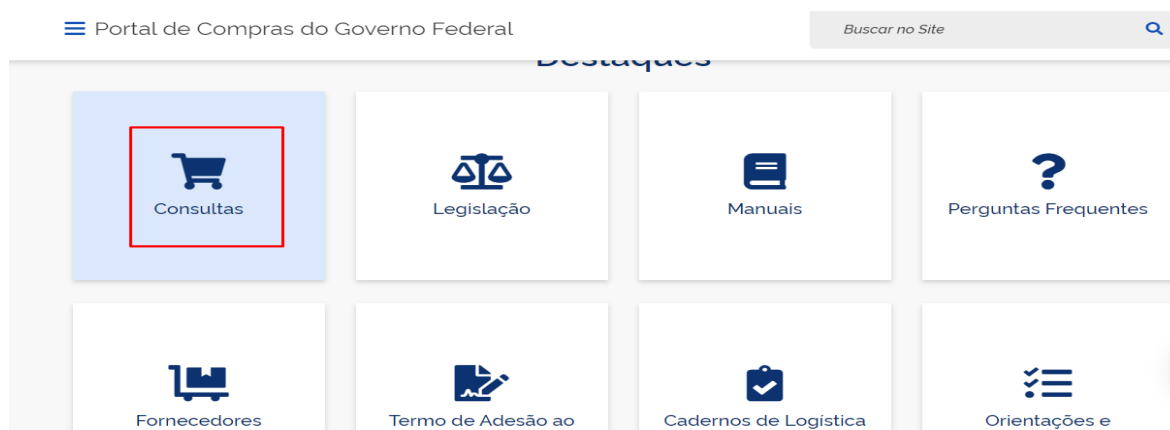 Portal de Compras do Governo Federal
Buscar no Site
Destaques
Consultas
Legislação
Manuais
Perguntas Frequentes
Fornecedores
Termo de Adesão ao
Cadernos de Logística
Orientações e